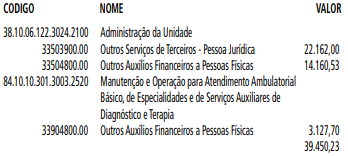 CODIGO NOME VALOR
38.10.06.122.3024.2100 Administração da Unidade
33503900.00 Outros Serviços de Terceiros - Pessoa Jurídica 22.162,00
33504800.00 Outros Auxílios Financeiros a Pessoas Físicas 14.160,53
84.10.10.301.3003.2520 Manutenção e Operação para Atendimento Ambulatorial
Básico, de Especialidades e de Serviços Auxiliares de
Diagnóstico e Terapia
33904800.00 Outros Auxílios Financeiros a Pessoas Físicas 3.127,70
39.450,23